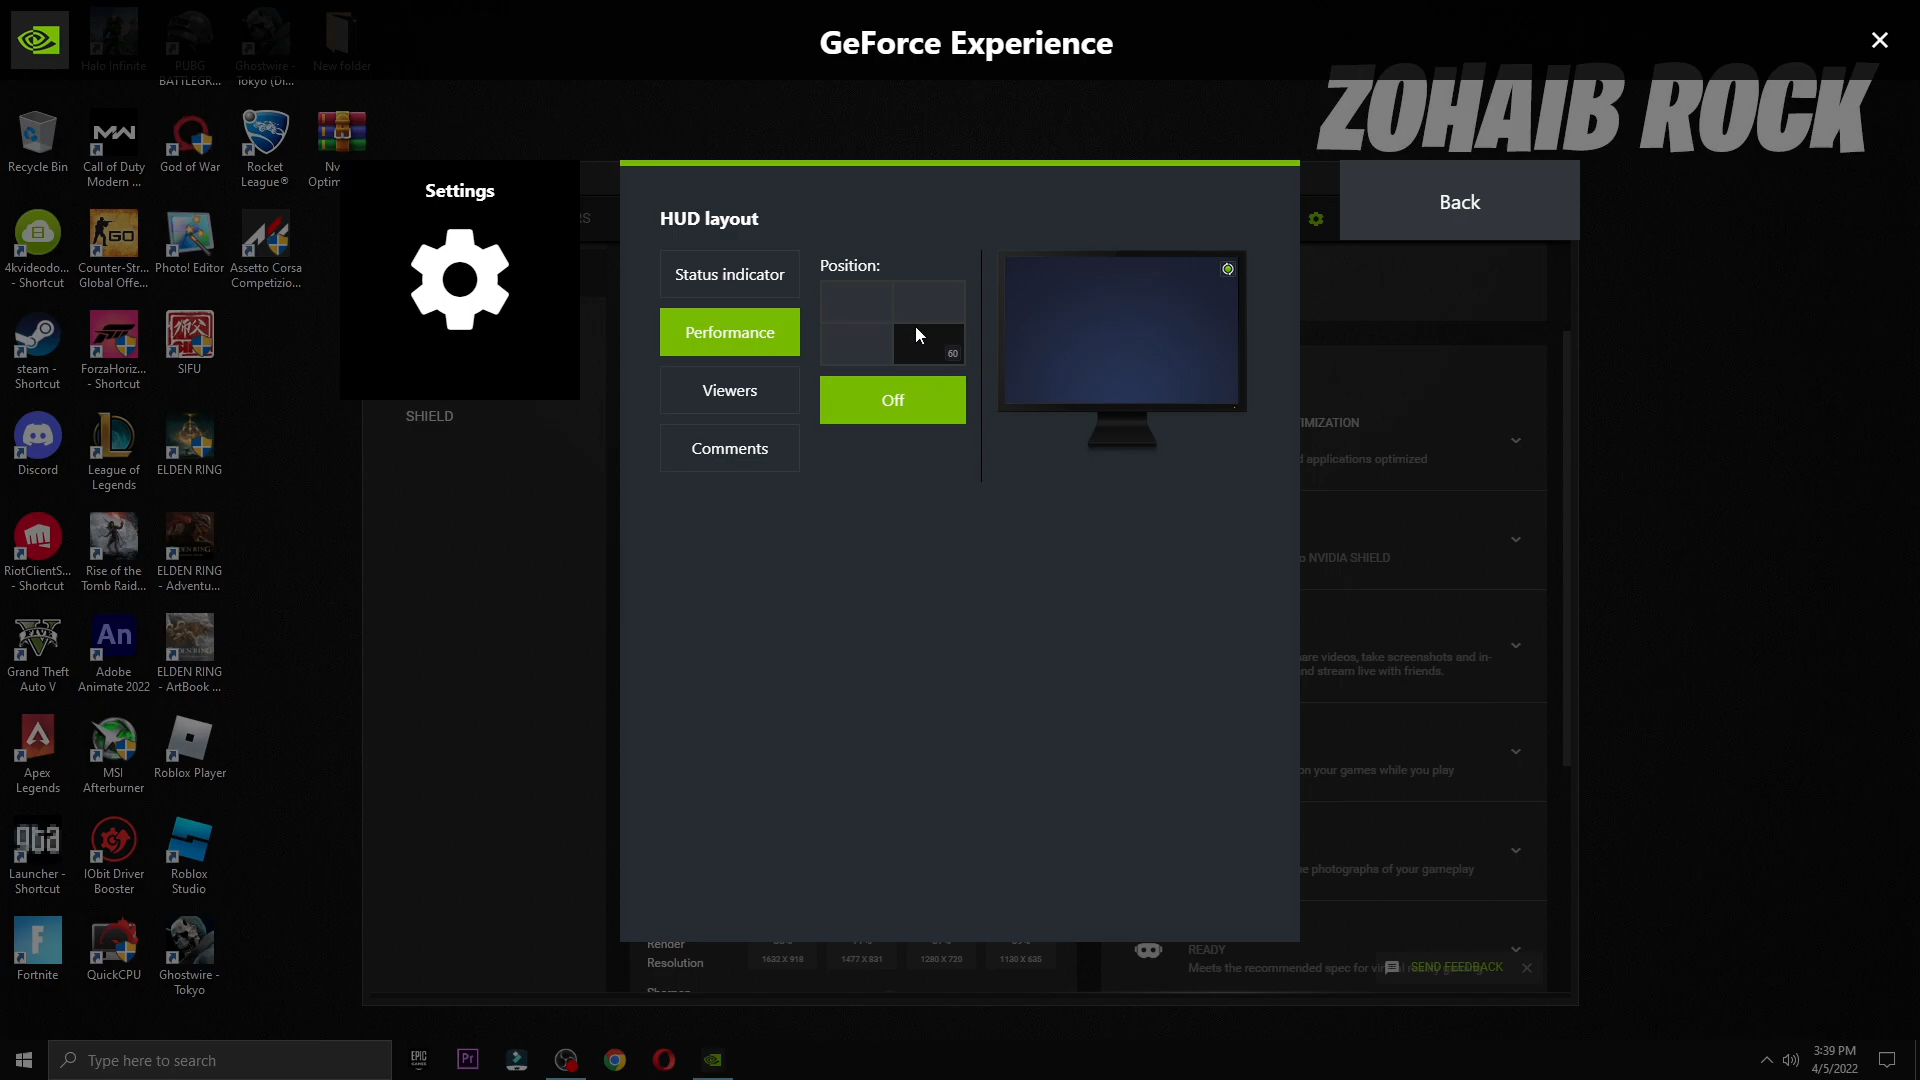 GeForce Experience
ZOHAIB ROCK
Halo Infinite
PUBG
BATTLEGR...
Ghostwire -
Tokyo (Di...
New folder
Recycle Bin
Call of Duty
Modern ...
God of War
Rocket
League®
Nv
Optim
4kvideodo...
- Shortcut
Counter-Str...
Global Offe...
Photo! Editor
Assetto Corsa
Competizio...
steam -
Shortcut
ForzaHoriz...
- Shortcut
SIFU
Discord
League of
Legends
ELDEN RING
RiotClientS...
- Shortcut
Rise of the
Tomb Raid...
ELDEN RING
- Adventu...
Grand Theft
Auto V
Adobe
Animate 2022
ELDEN RING
- ArtBook ...
Apex
Legends
MSI
Afterburner
Roblox Player
Launcher -
Shortcut
IObit Driver
Booster
Roblox
Studio
Fortnite
QuickCPU
Ghostwire -
Tokyo
Settings
SHIELD
HUD layout
Status indicator
Performance
Viewers
Comments
Position:
60
Off
Back
IMIZATION
applications optimized
NVIDIA SHIELD
are videos, take screenshots and in-
nd stream live with friends.
on your games while you play
photographs of your gameplay
READY
Meets the recommended spec for
SEND FEEDBACK
Render
Resolution
1632 X 918
1477 X 831
1280 X 720
1130 X 635
Type here to search
EPIC
GAMES
Pr
3:39 PM
4/5/2022